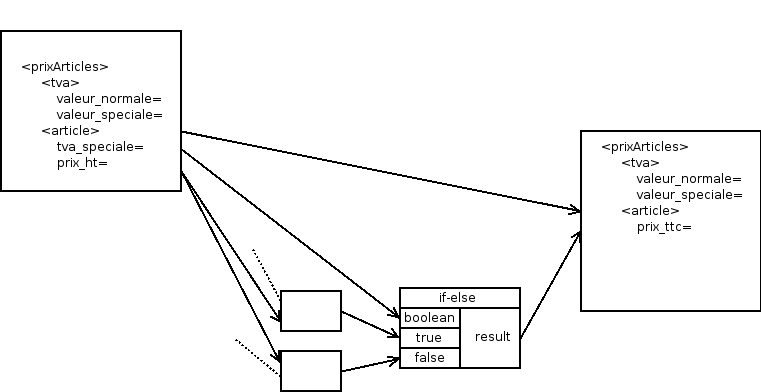 <prixArticles>
<tva>
valeur_normale=
valeur_speciale=
<article>
tva_speciale=
prix_ht=
<prixArticles>
<tva>
valeur_normale=
valeur_speciale=
<article>
prix_ttc=
if-else
boolean
true
false
result